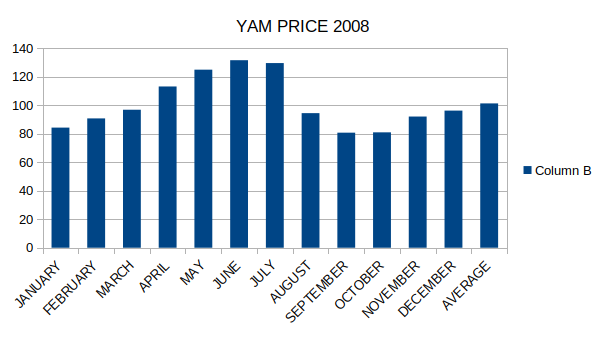 YAM PRICE 2008
140
120
100
80
60
40
20
0
Column B
JANUARY
FEBRUARY
MARCH
APRIL
MAY
JUNE
JULY
AUGUST
SEPTEMBER
OCTOBER
NOVEMBER
DECEMBER
AVERAGE